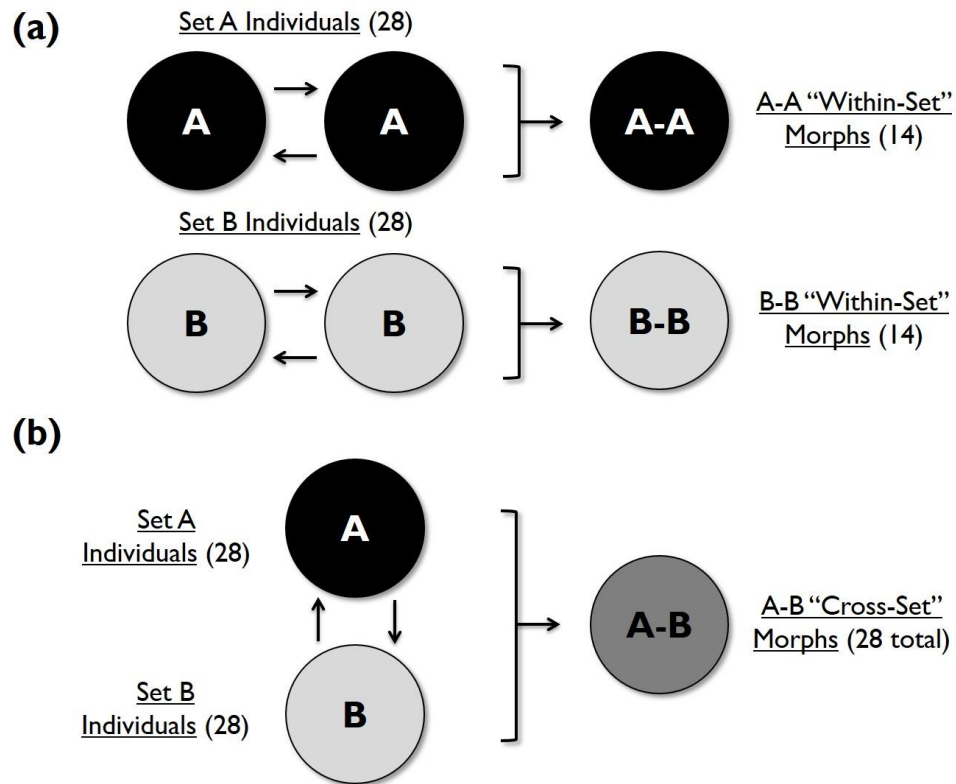 (a)
Set A Individuals (28)
A
A
A-A
A-A “Within-Set”
Morphs (14)
Set B Individuals (28)
B
B
B-B
B-B “Within-Set”
Morphs (14)
(b)
Set A
Individuals (28)
A
A-B
A-B “Cross-Set”
Morphs (28 total)
Set B
Individuals (28)
B